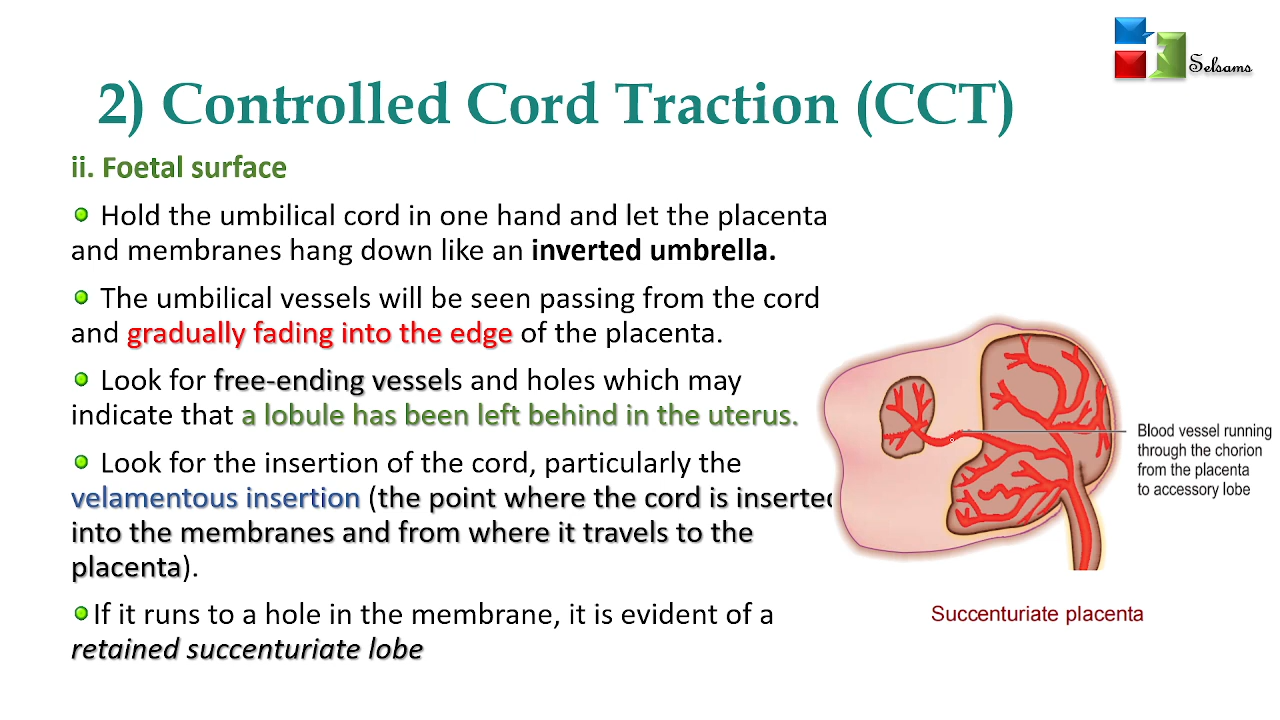 Selsams
2) Controlled Cord Traction (CCT)
ii. Foetal surface
Hold the umbilical cord in one hand and let the placenta
and membranes hang down like an inverted umbrella.
The umbilical vessels will be seen passing from the cord
and gradually fading into the edge of the placenta.
Look for free-ending vessels and holes which may
indicate that a lobule has been left behind in the uterus.
Look for the insertion of the cord, particularly the
velamentous insertion (the point where the cord is inserted
into the membranes and from where it travels to the
placenta).
If it runs to a hole in the membrane, it is evident of a
retained succenturiate lobe
Blood vessel running
through the chorion
from the placenta
to accessory lobe
Succenturiate placenta